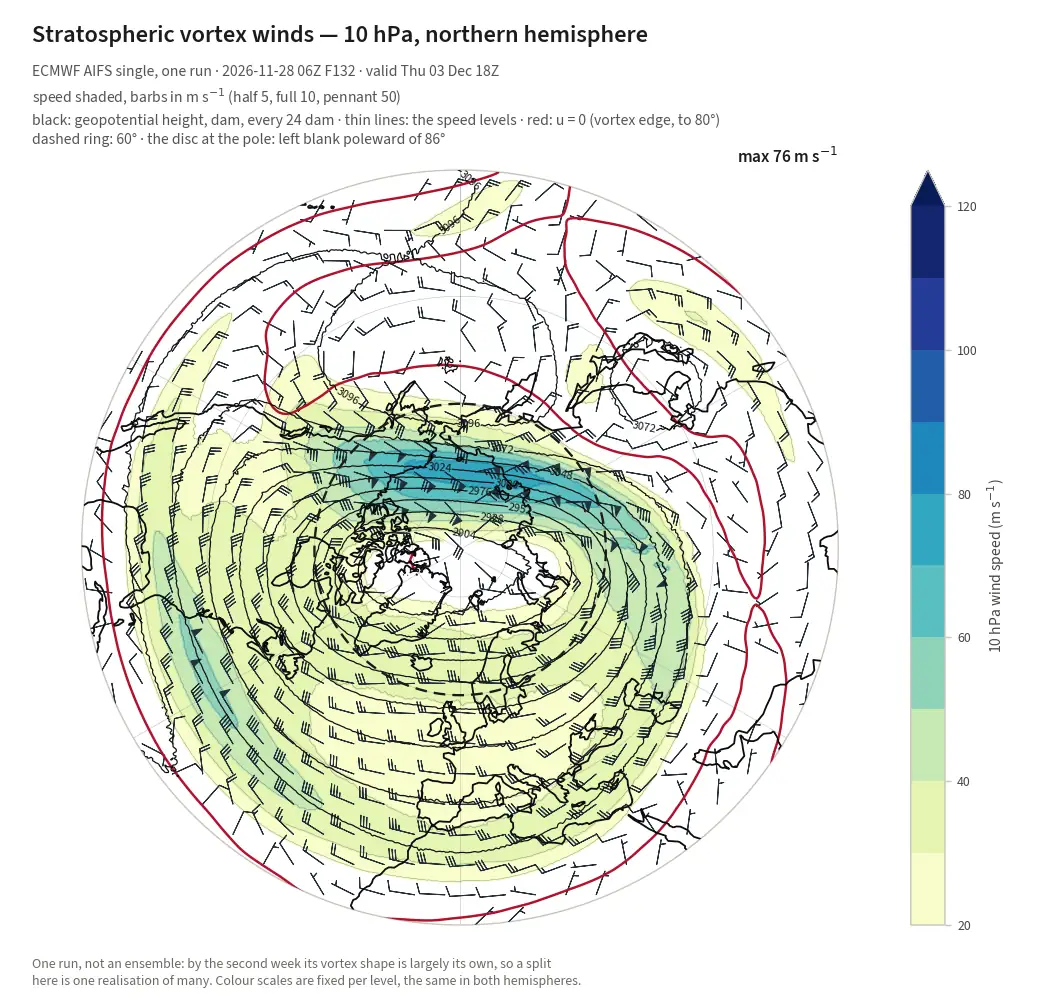 Stratospheric vortex winds — 10 hPa, northern hemisphere
ECMWF AIFS single, one run · 2026-11-28 06Z F132 · valid Thu 03 Dec 18Z
speed shaded, barbs in m s⁻¹ (half 5, full 10, pennant 50)
black: geopotential height, dam, every 24 dam · thin lines: the speed levels · red: u = 0 (vortex edge, to 80°)
dashed ring: 60° · the disc at the pole: left blank poleward of 86°
max 76 m s⁻¹
3096
3096
3096
3096
3072
3072
3048
3024
2976
2928
2904
120
100
80
60
40
20
10 hPa wind speed (m s⁻¹)
One run, not an ensemble: by the second week its vortex shape is largely its own, so a split
here is one realisation of many. Colour scales are fixed per level, the same in both hemispheres.